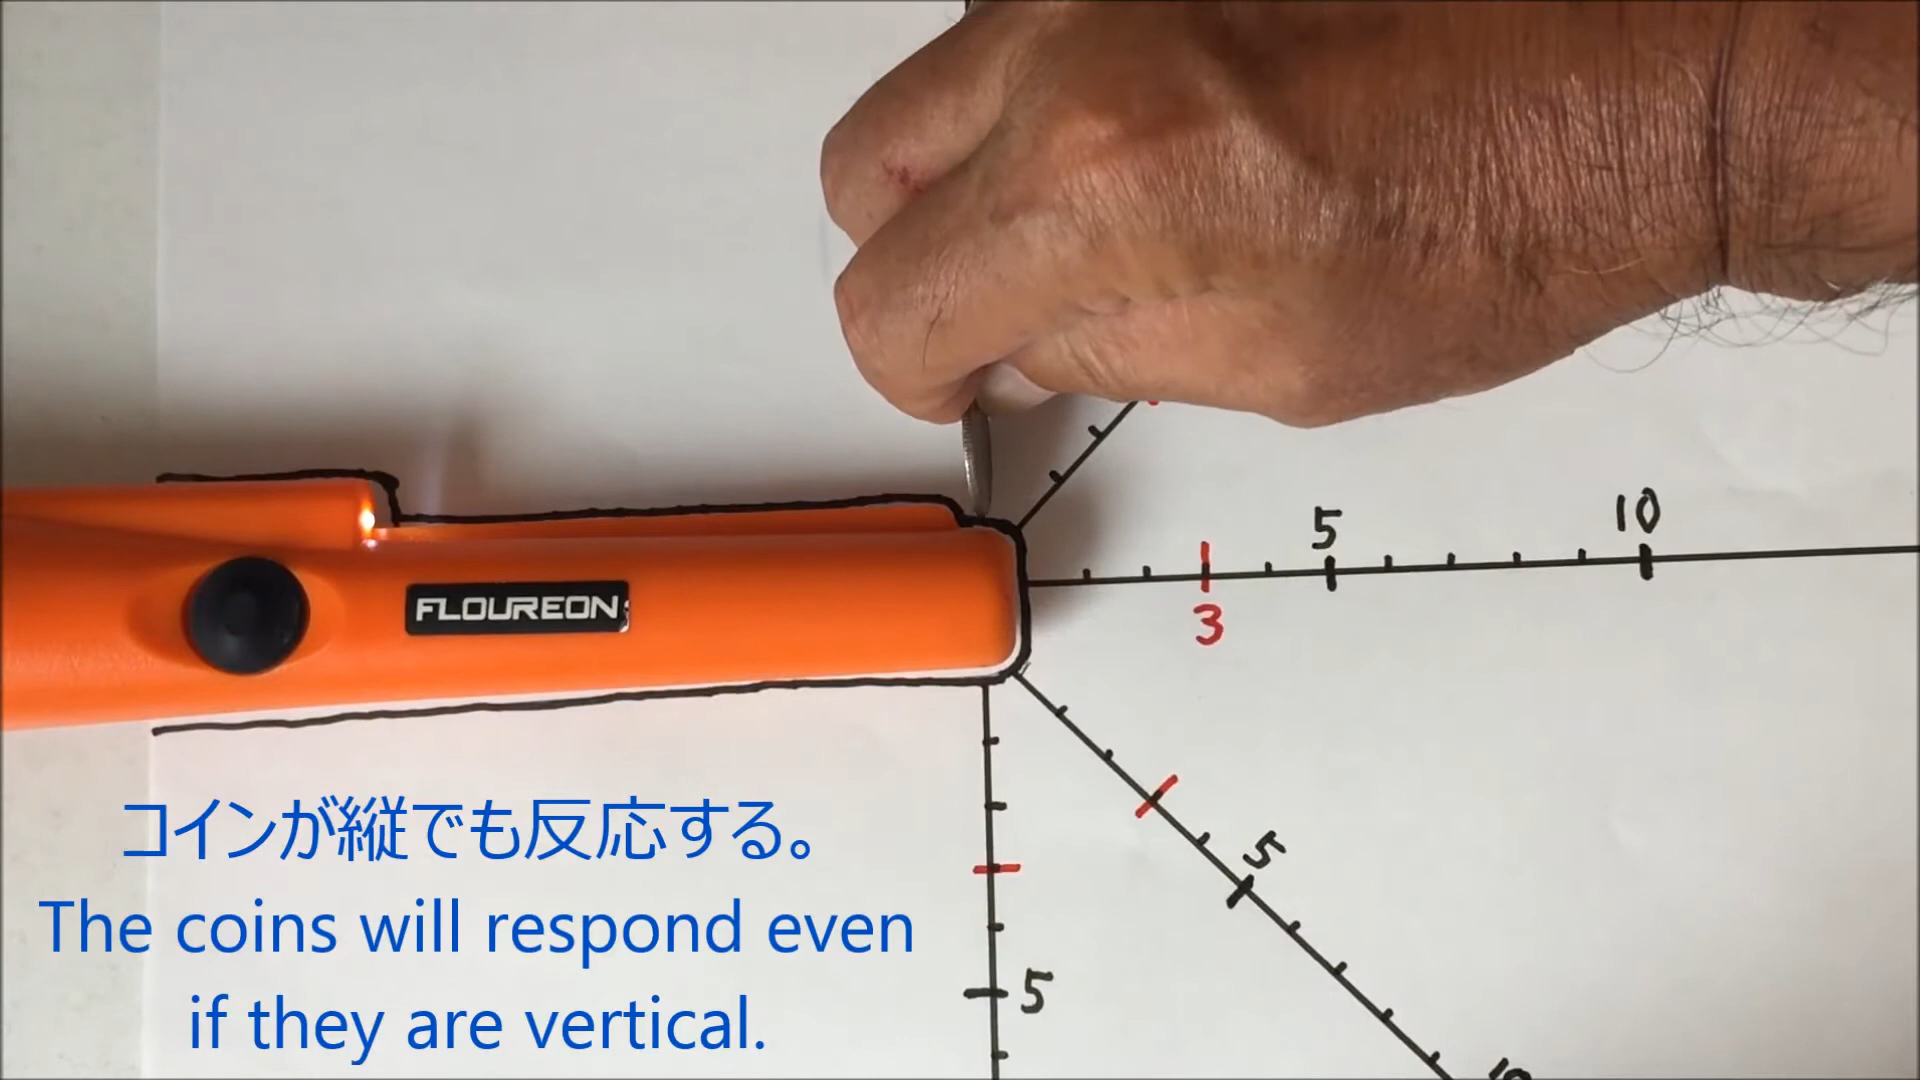 FLOUREON
5
10
3
5
5
10
コインが縦でも反応する。
The coins will respond even
if they are vertical.